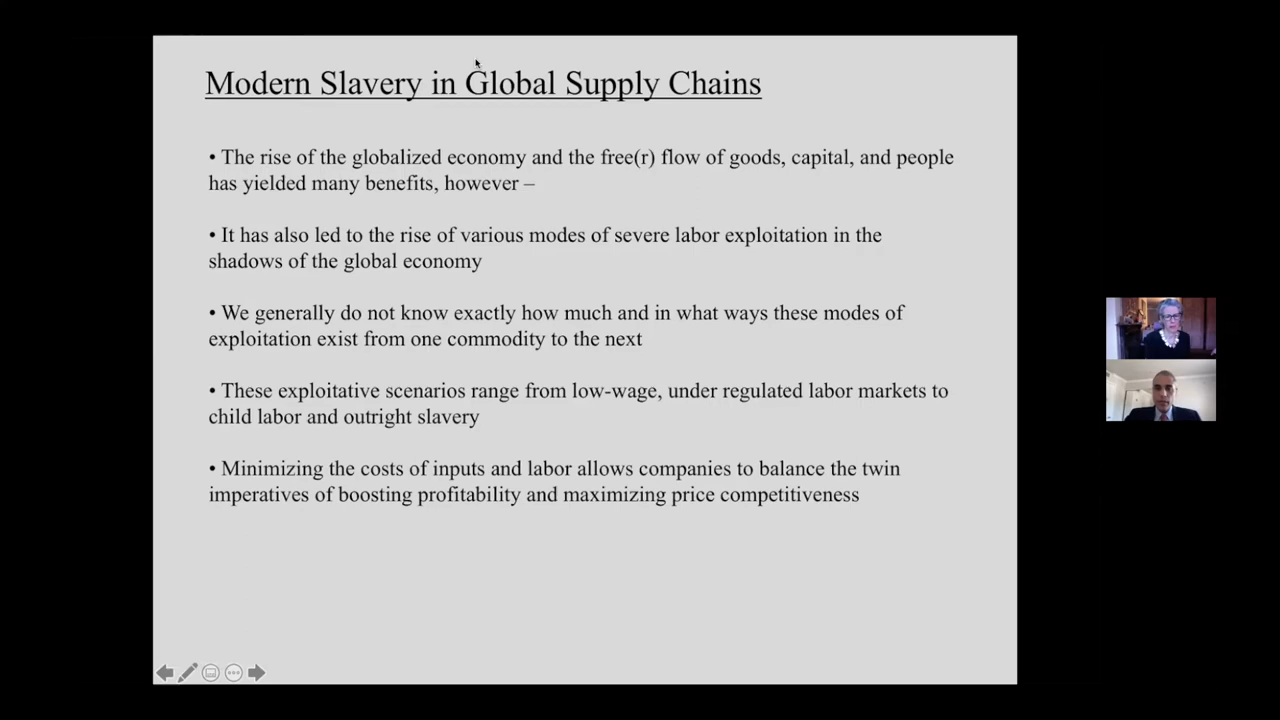 Modern Slavery in Global Supply Chains
• The rise of the globalized economy and the free(r) flow of goods, capital, and people
has yielded many benefits, however –
• It has also led to the rise of various modes of severe labor exploitation in the
shadows of the global economy
• We generally do not know exactly how much and in what ways these modes of
exploitation exist from one commodity to the next
• These exploitative scenarios range from low-wage, under regulated labor markets to
child labor and outright slavery
• Minimizing the costs of inputs and labor allows companies to balance the twin
imperatives of boosting profitability and maximizing price competitiveness